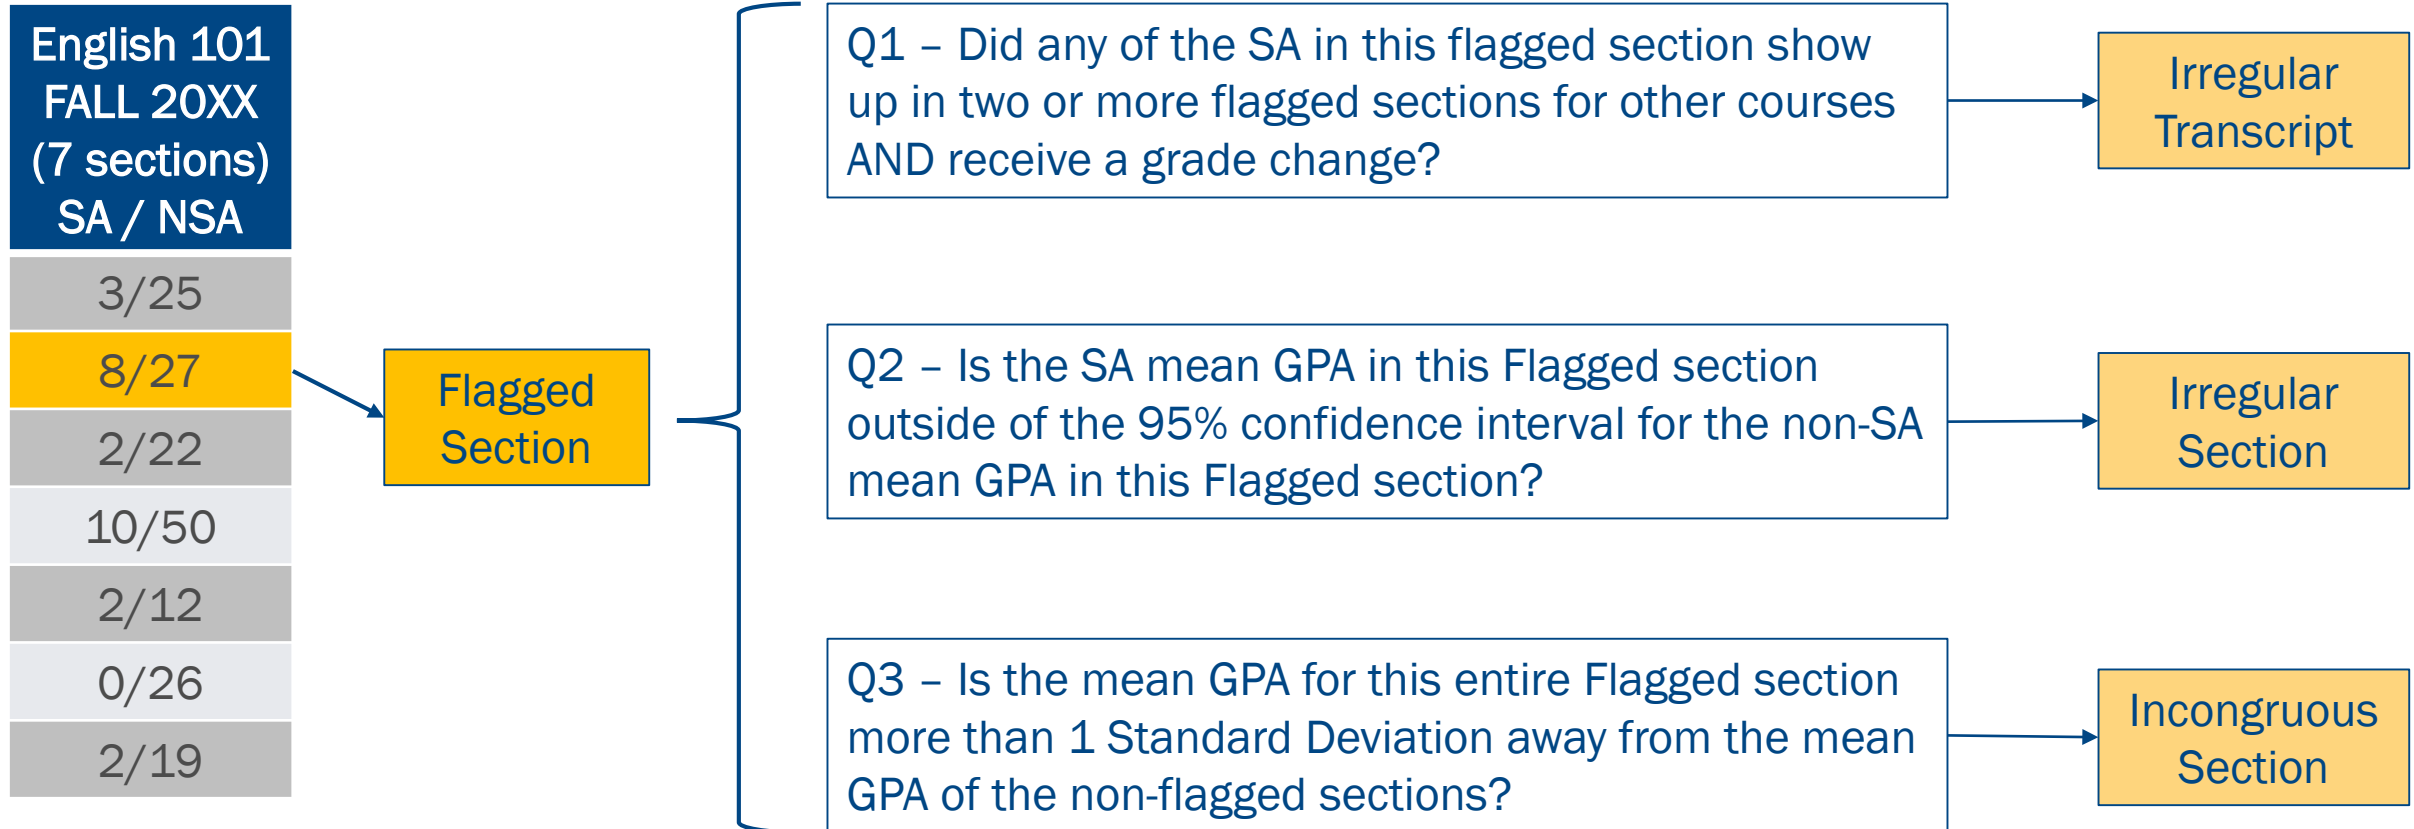 English 101
FALL 20XX
(7 sections)
SA / NSA
3/25
8/27
2/22
10/50
2/12
0/26
2/19
Flagged
Section
Q1 – Did any of the SA in this flagged section show
up in two or more flagged sections for other courses
AND receive a grade change?
Irregular
Transcript
Q2 – Is the SA mean GPA in this Flagged section
outside of the 95% confidence interval for the non-SA
mean GPA in this Flagged section?
Irregular
Section
Q3 – Is the mean GPA for this entire Flagged section
more than 1 Standard Deviation away from the mean
GPA of the non-flagged sections?
Incongruous
Section